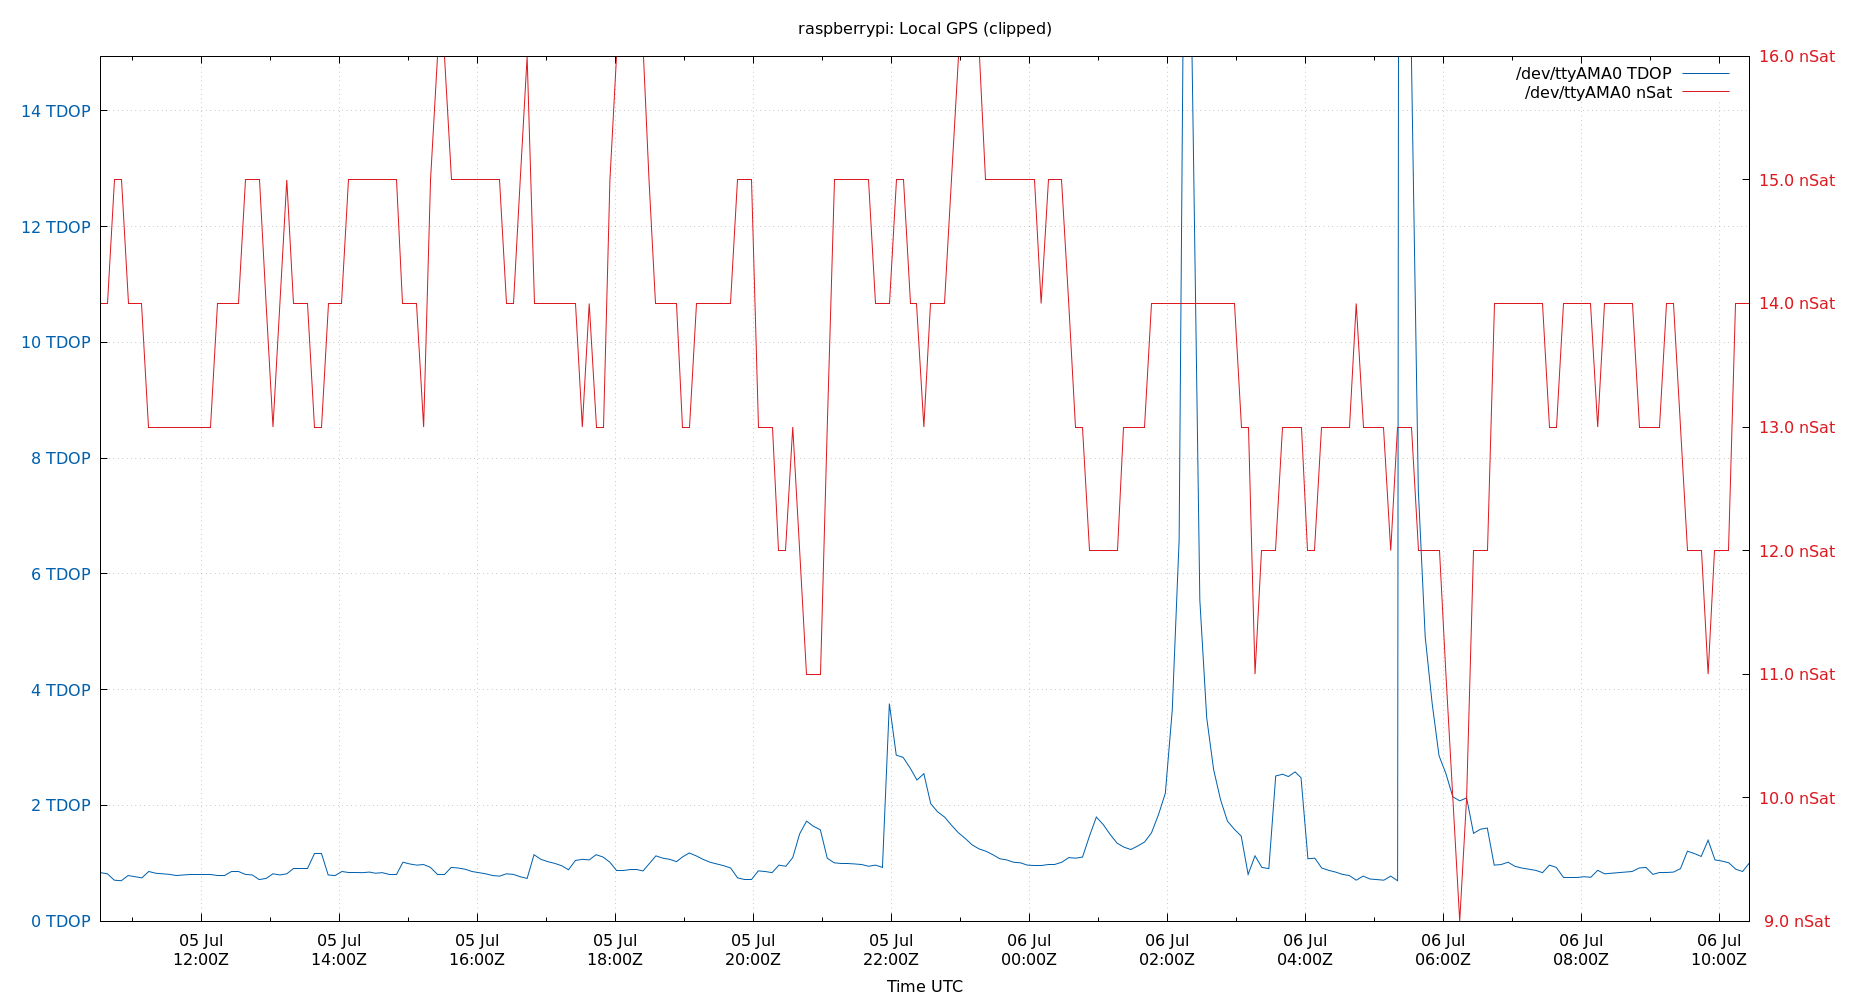 raspberrypi: Local GPS (clipped)
/dev/ttyAMA0 TDOP
/dev/ttyAMA0 nSat
14 TDOP
12 TDOP
10 TDOP
8 TDOP
6 TDOP
4 TDOP
2 TDOP
0 TDOP
16.0 nSat
15.0 nSat
14.0 nSat
13.0 nSat
12.0 nSat
11.0 nSat
10.0 nSat
9.0 nSat
05 Jul
12:00Z
05 Jul
14:00Z
05 Jul
16:00Z
05 Jul
18:00Z
05 Jul
20:00Z
05 Jul
22:00Z
06 Jul
00:00Z
06 Jul
02:00Z
06 Jul
04:00Z
06 Jul
06:00Z
06 Jul
08:00Z
06 Jul
10:00Z
Time UTC